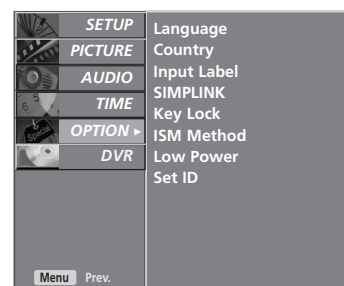 SETUP
PICTURE
AUDIO
TIME
OPTION ►
DVR
Language
Country
Input Label
SIMPLINK
Key Lock
ISM Method
Low Power
Set ID
Menu Prev.